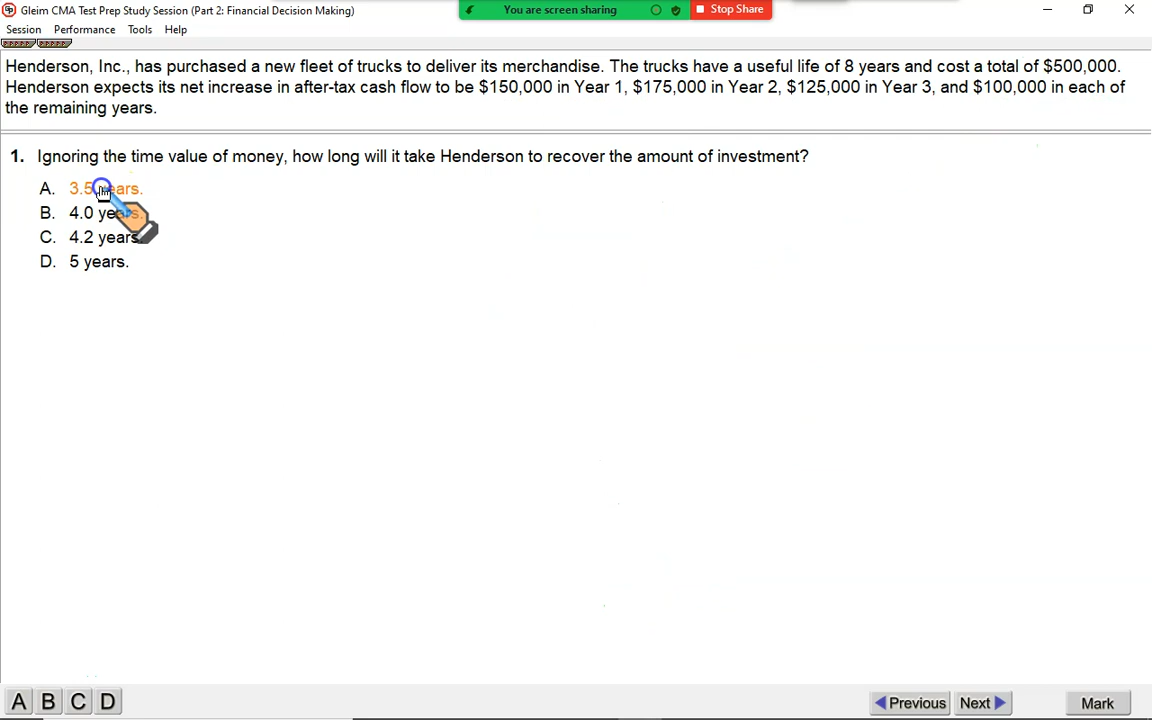 Gleim CMA Test Prep Study Session (Part 2: Financial Decision Making)
You are screen sharing
Stop Share
Session Performance Tools Help
Henderson, Inc., has purchased a new fleet of trucks to deliver its merchandise. The trucks have a useful life of 8 years and cost a total of $500,000.
Henderson expects its net increase in after-tax cash flow to be $150,000 in Year 1, $175,000 in Year 2, $125,000 in Year 3, and $100,000 in each of
the remaining years.
1. Ignoring the time value of money, how long will it take Henderson to recover the amount of investment?
A. 3.5 years.
B. 4.0 years.
C. 4.2 years.
D. 5 years.
A B C D
Previous Next Mark